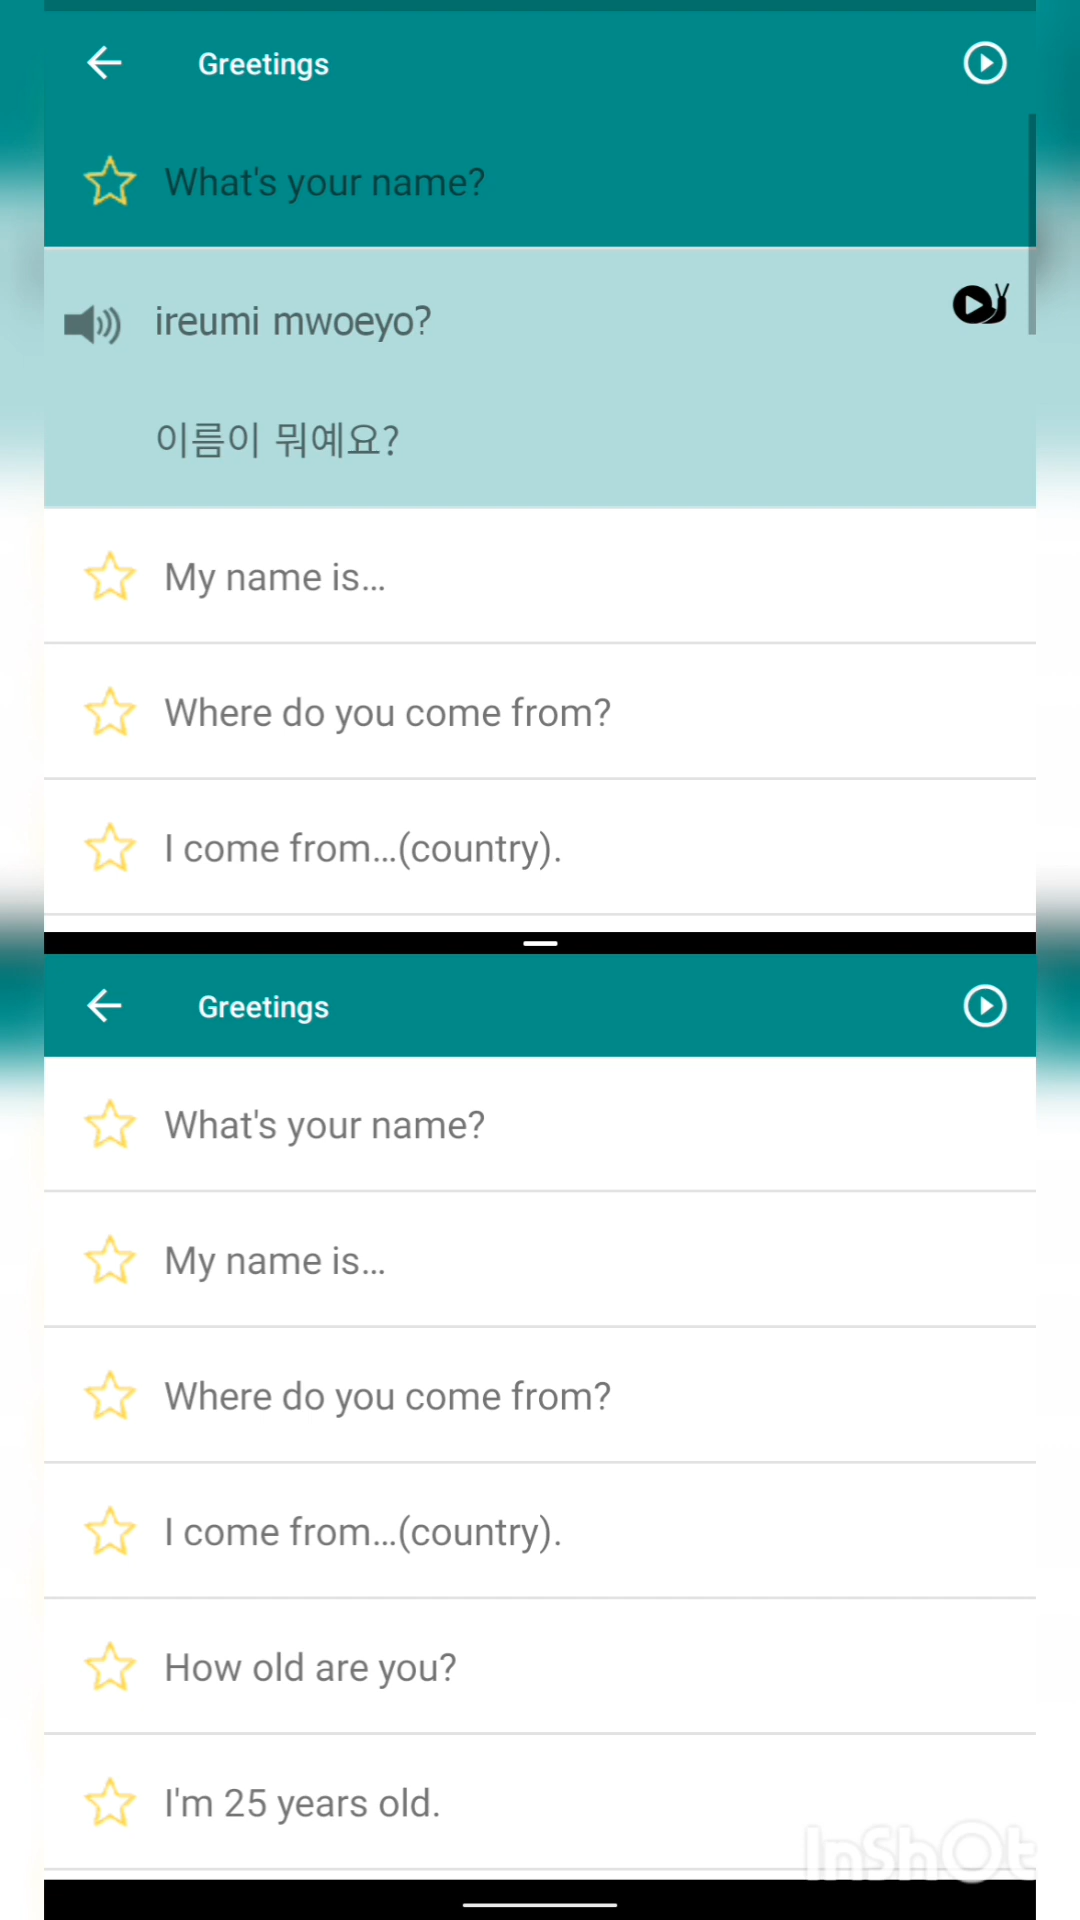 Greetings
What's your name?
ireumi mwoeyo?
이름이 뭐예요?
My name is...
Where do you come from?
I come from...(country).
Greetings
What's your name?
My name is...
Where do you come from?
I come from...(country).
How old are you?
I'm 25 years old.
InShOt